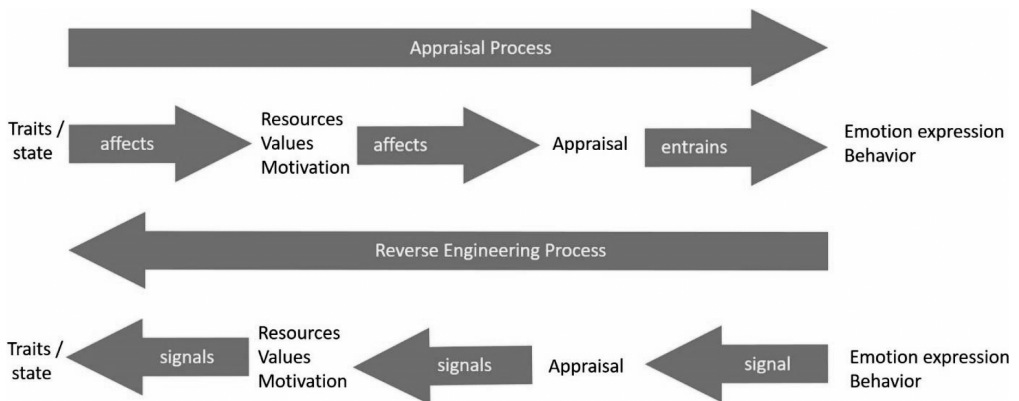 Appraisal Process
Traits /
state
affects
Resources
Values
Motivation
affects
Appraisal
entrains
Emotion expression
Behavior
Reverse Engineering Process
Traits /
state
signals
Resources
Values
Motivation
signals
Appraisal
signal
Emotion expression
Behavior